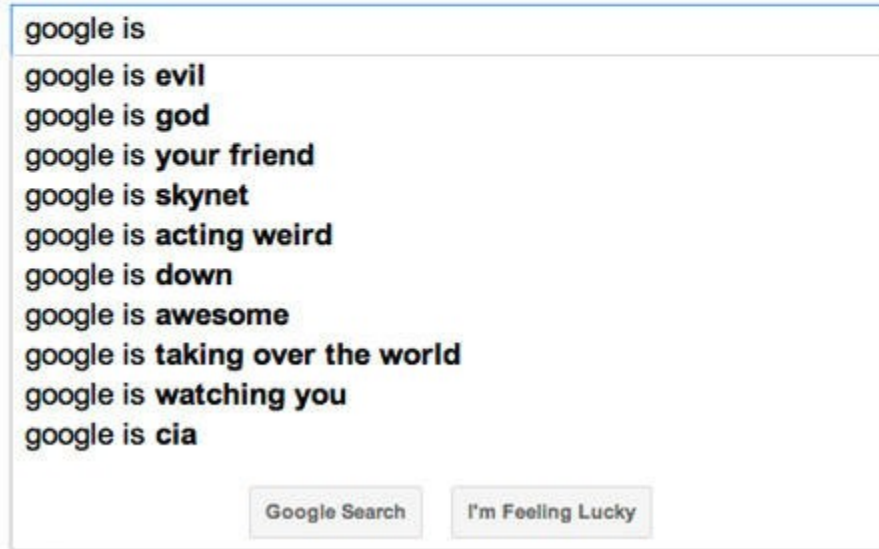 google is
google is evil
google is god
google is your friend
google is skynet
google is acting weird
google is down
google is awesome
google is taking over the world
google is watching you
google is cia
Google Search I'm Feeling Lucky